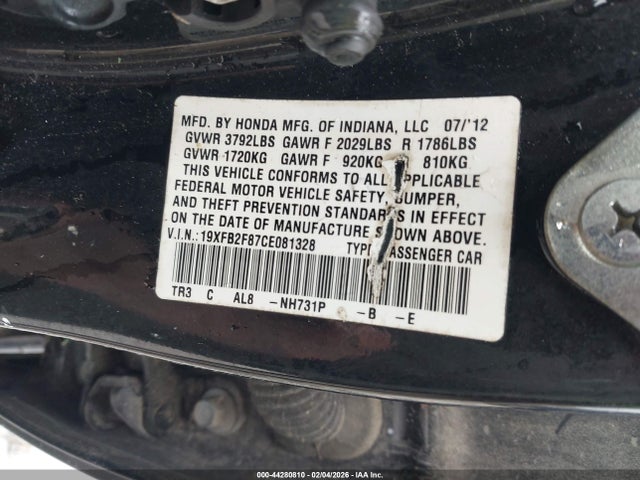 MFD. BY HONDA MFG. OF INDIANA, LLC 07/'12
GVWR 3792LBS GAWR F 2029LBS R 1786LBS
GVWR 1720KG GAWR F 920KG 810KG
THIS VEHICLE CONFORMS TO ALL APPLICABLE
FEDERAL MOTOR VEHICLE SAFETY, BUMPER,
AND THEFT PREVENTION STANDARDS IN EFFECT
ON THE DATE OF MANUFACTURE SHOWN ABOVE.
V.I.N.: 19XFB2F87CE081328 TYPE: PASSENGER CAR
TR3 C AL8 -NH731P -B -E
000-44280810 - 02/04/2026 - IAA Inc.